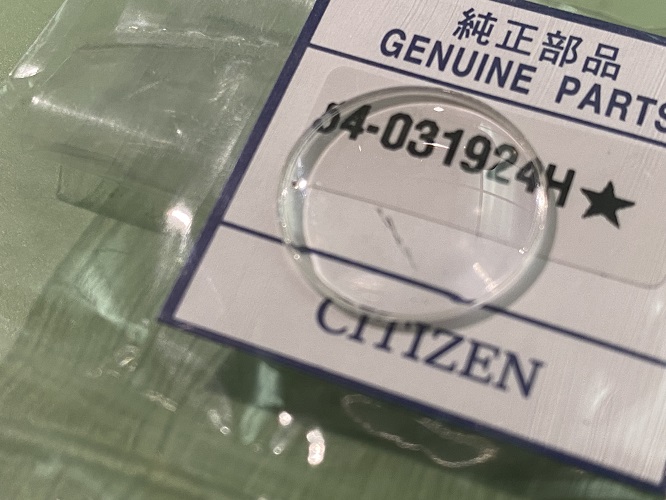 純正部品
GENUINE PARTS
54-031924H★
CITIZEN